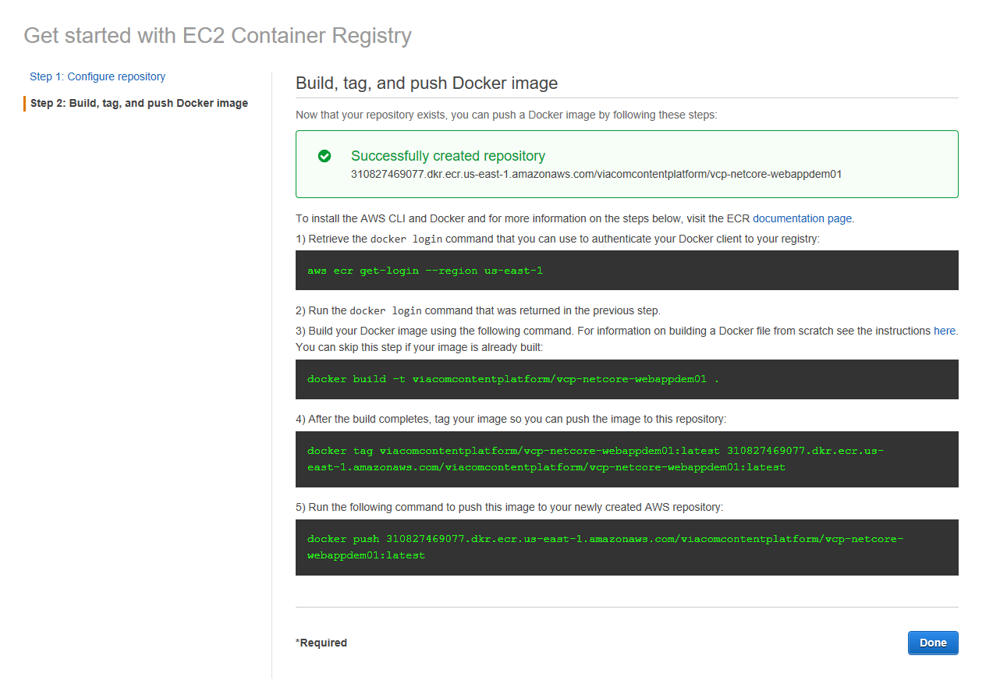 Get started with EC2 Container Registry
Step 1: Configure repository
Step 2: Build, tag, and push Docker image
Build, tag, and push Docker image
Now that your repository exists, you can push a Docker image by following these steps:
Successfully created repository
310827469077.dkr.ecr.us-east-1.amazonaws.com/viacomcontentplatform/vcp-netcore-webappdem01
To install the AWS CLI and Docker and for more information on the steps below, visit the ECR documentation page.
1) Retrieve the docker login command that you can use to authenticate your Docker client to your registry:
aws ecr get-login --region us-east-1
2) Run the docker login command that was returned in the previous step.
3) Build your Docker image using the following command. For information on building a Docker file from scratch see the instructions here.
You can skip this step if your image is already built:
docker build -t viacomcontentplatform/vcp-netcore-webappdem01 .
4) After the build completes, tag your image so you can push the image to this repository:
docker tag viacomcontentplatform/vcp-netcore-webappdem01:latest 310827469077.dkr.ecr.us-
east-1.amazonaws.com/viacomcontentplatform/vcp-netcore-webappdem01:latest
5) Run the following command to push this image to your newly created AWS repository:
docker push 310827469077.dkr.ecr.us-east-1.amazonaws.com/viacomcontentplatform/vcp-netcore-
webappdem01:latest
*Required
Done